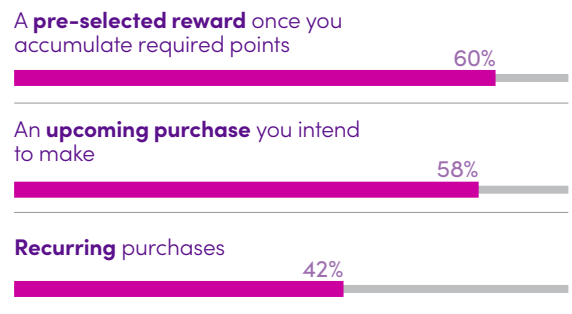 A pre-selected reward once you
accumulate required points
60%
An upcoming purchase you intend
to make
58%
Recurring purchases
42%